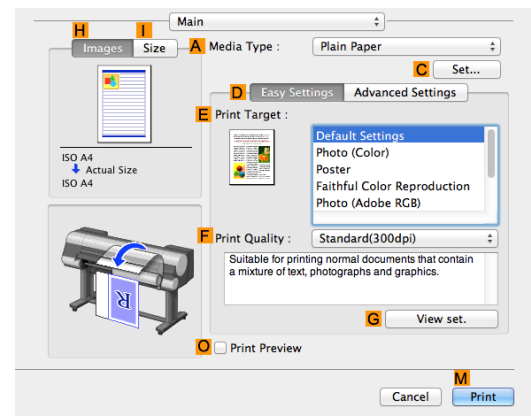 Main
H I
Images Size A Media Type : Plain Paper
C Set...
D Easy Settings Advanced Settings
E Print Target :
Default Settings
Photo (Color)
Poster
Faithful Color Reproduction
Photo (Adobe RGB)
ISO A4
Actual Size
ISO A4
F Print Quality : Standard(300dpi)
Suitable for printing normal documents that contain
a mixture of text, photographs and graphics.
R
G View set.
O Print Preview
M
Cancel Print